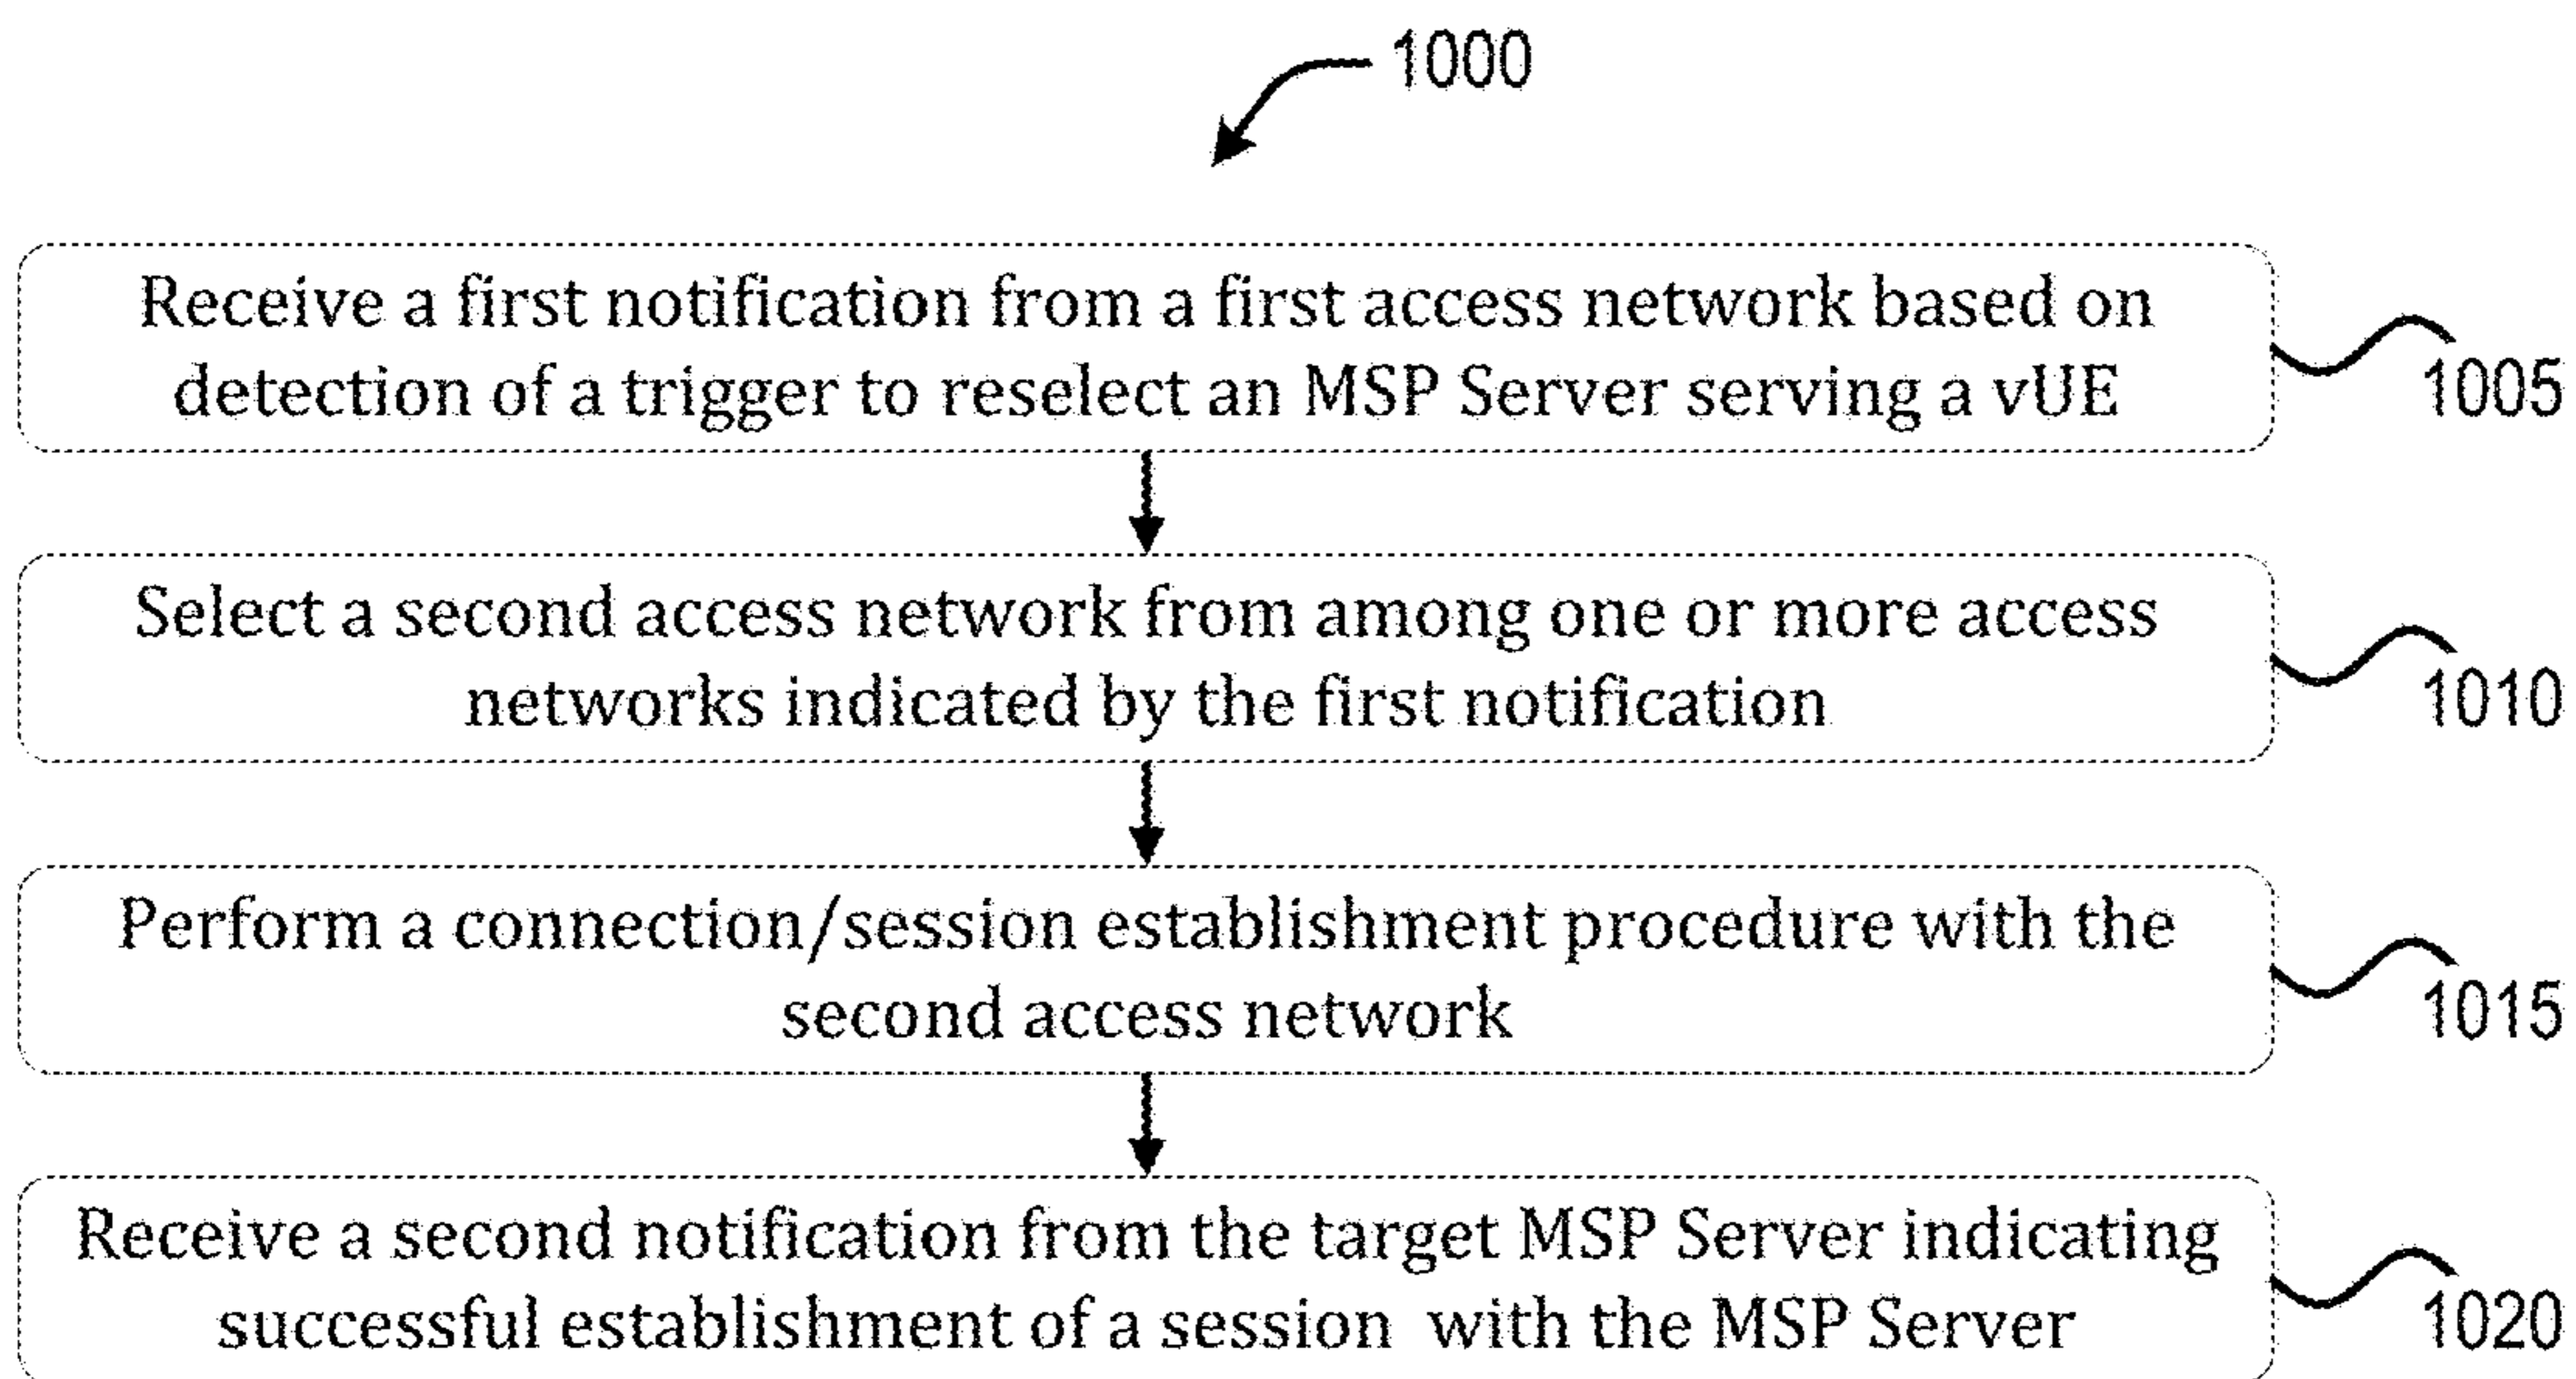 1000
Receive a first notification from a first access network based on
detection of a trigger to reselect an MSP Server serving a vUE
1005
Select a second access network from among one or more access
networks indicated by the first notification
1010
Perform a connection/session establishment procedure with the
second access network
1015
Receive a second notification from the target MSP Server indicating
successful establishment of a session with the MSP Server
1020